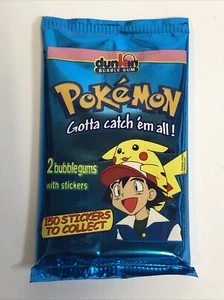 dunkin
BUBBLE GUM
POKéMON
Gotta catch 'em all!
2 bubble gums
with stickers
150 STICKERS
TO COLLECT